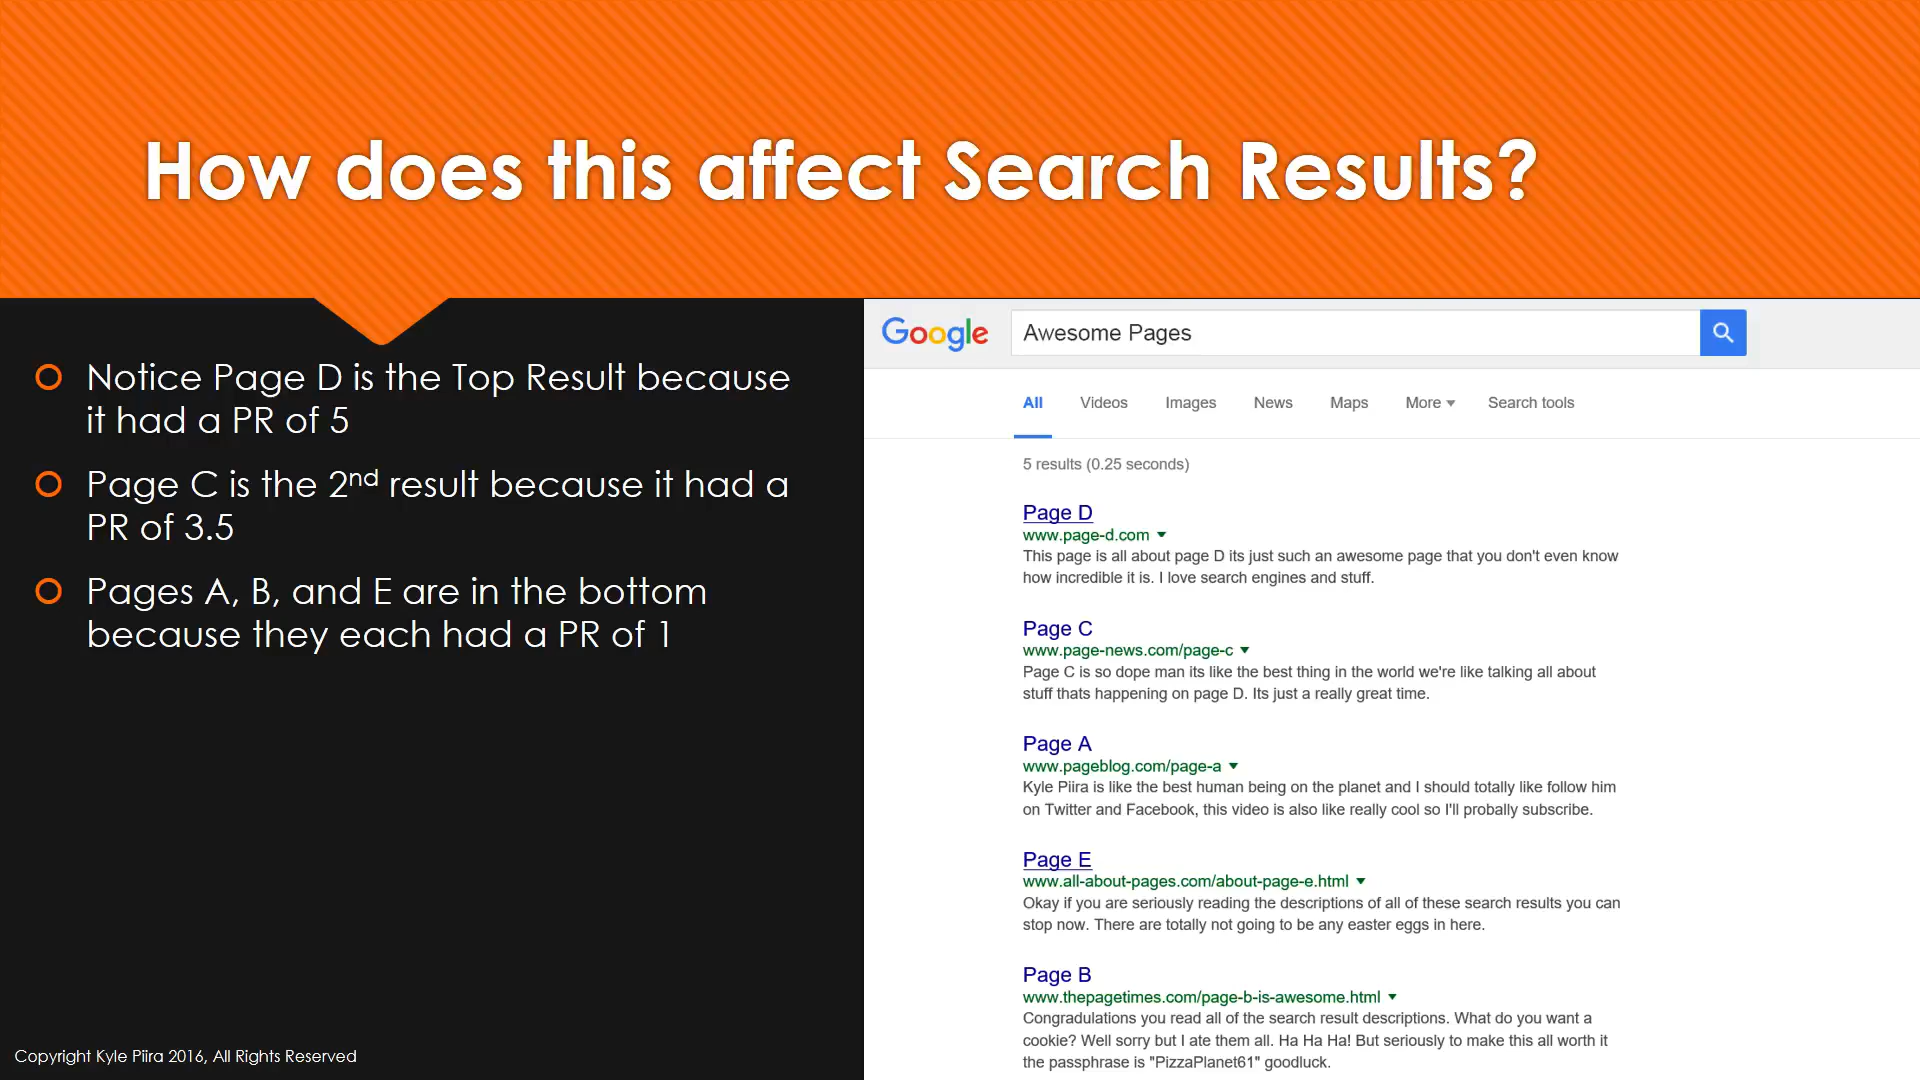 How does this affect Search Results?
Notice Page D is the Top Result because
it had a PR of 5
Page C is the 2nd result because it had a
PR of 3.5
Pages A, B, and E are in the bottom
because they each had a PR of 1
Copyright Kyle Piira 2016, All Rights Reserved
Google
Awesome Pages
All Videos Images News Maps More Search tools
5 results (0.25 seconds)
Page D
www.page-d.com
This page is all about page D its just such an awesome page that you don't even know
how incredible it is. I love search engines and stuff.
Page C
www.page-news.com/page-c
Page C is so dope man its like the best thing in the world we're like talking all about
stuff thats happening on page D. Its just a really great time.
Page A
www.pageblog.com/page-a
Kyle Piira is like the best human being on the planet and I should totally like follow him
on Twitter and Facebook, this video is also like really cool so I'll probally subscribe.
Page E
www.all-about-pages.com/about-page-e.html
Okay if you are seriously reading the descriptions of all of these search results you can
stop now. There are totally not going to be any easter eggs in here.
Page B
www.thepagetimes.com/page-b-is-awesome.html
Congradulations you read all of the search result descriptions. What do you want a
cookie? Well sorry but I ate them all. Ha Ha Ha! But seriously to make this all worth it
the passphrase is "PizzaPlanet61" goodluck.